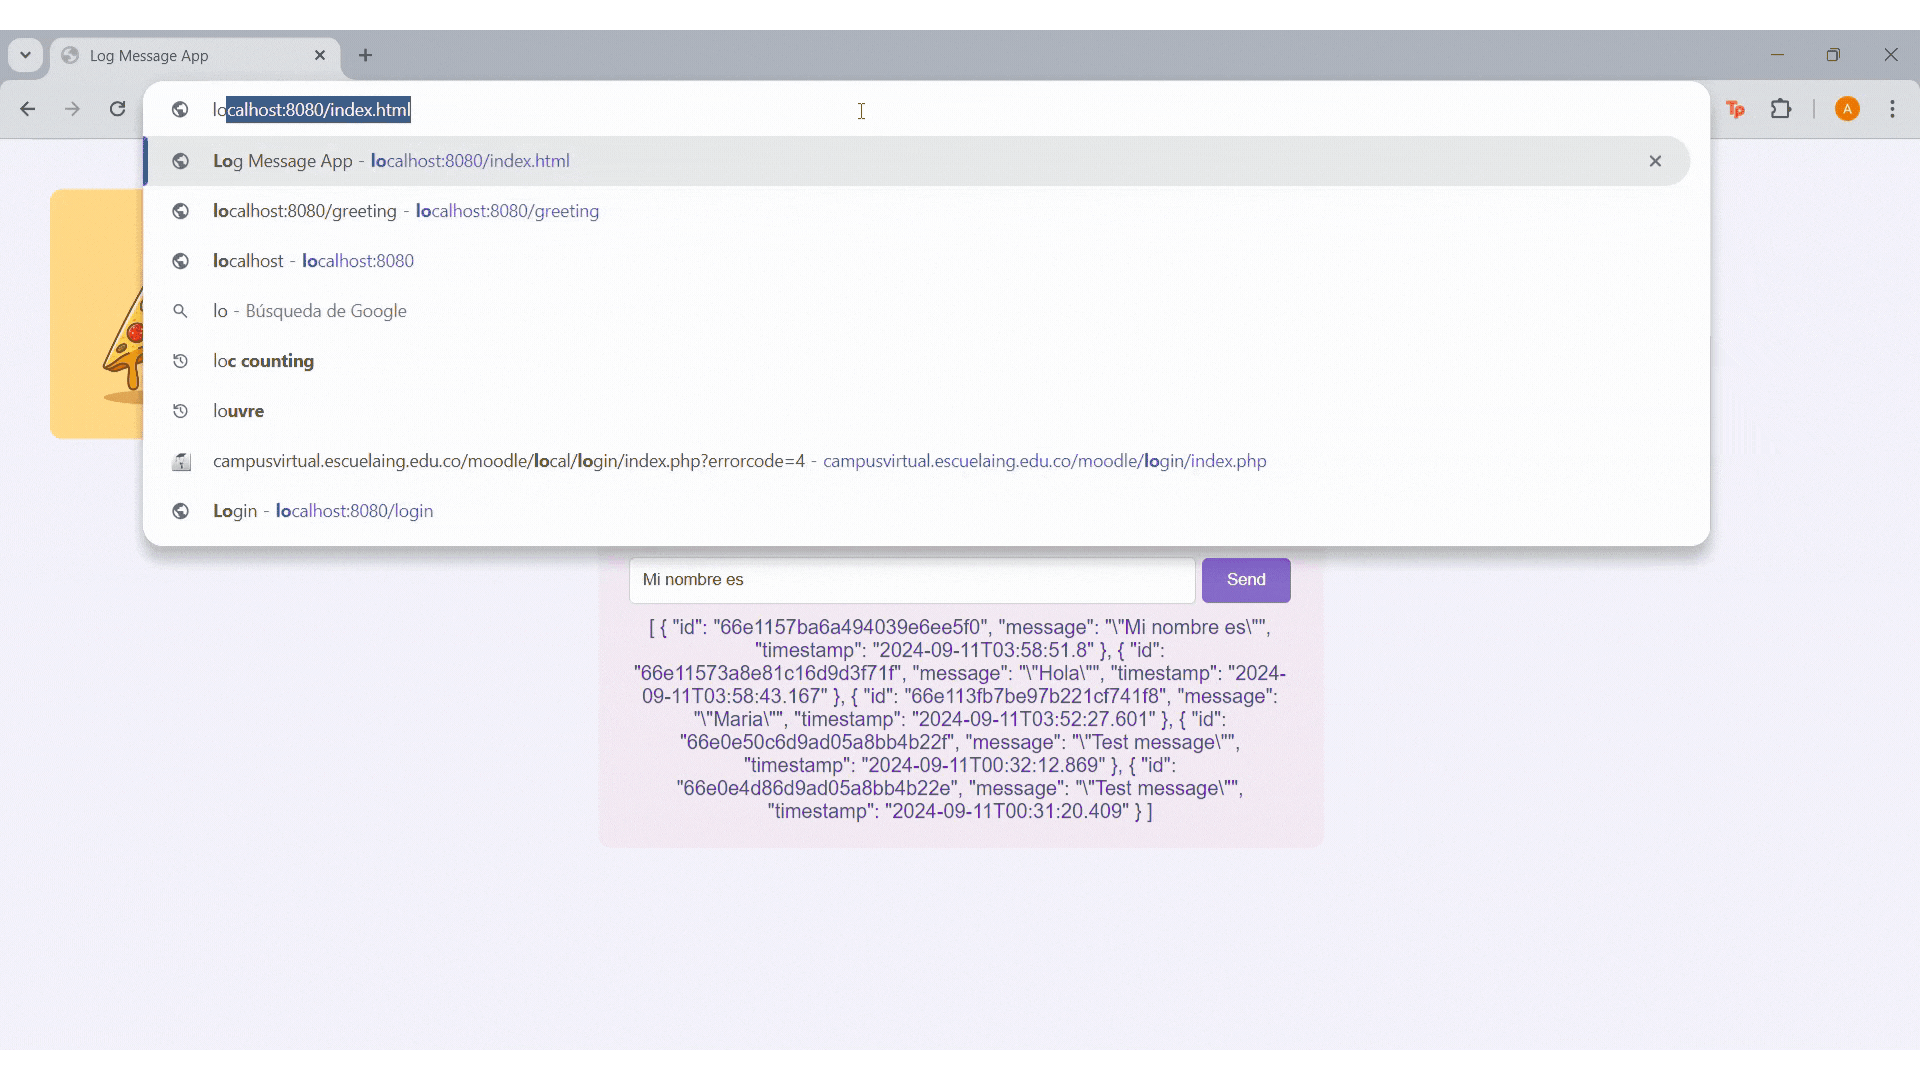 Log Message App
localhost:8080/index.html
Tp
A
Log Message App - localhost:8080/index.html
localhost:8080/greeting - localhost:8080/greeting
localhost - localhost:8080
lo - Búsqueda de Google
loc counting
louvre
campusvirtual.escuelaing.edu.co/moodle/local/login/index.php?errorcode=4 - campusvirtual.escuelaing.edu.co/moodle/login/index.php
Login - localhost:8080/login
Mi nombre es
Send
[ { "id": "66e1157ba6a494039e6ee5f0", "message": "\"Mi nombre es\"",
"timestamp": "2024-09-11T03:58:51.8" }, { "id":
"66e11573a8e81c16d9d3f71f", "message": "\"Hola\"", "timestamp": "2024-
09-11T03:58:43.167" }, { "id": "66e113fb7be97b221cf741f8", "message":
"\"Maria\"", "timestamp": "2024-09-11T03:52:27.601" }, { "id":
"66e0e50c6d9ad05a8bb4b22f", "message": "\"Test message\"",
"timestamp": "2024-09-11T00:32:12.869" }, { "id":
"66e0e4d86d9ad05a8bb4b22e", "message": "\"Test message\"",
"timestamp": "2024-09-11T00:31:20.409" } ]